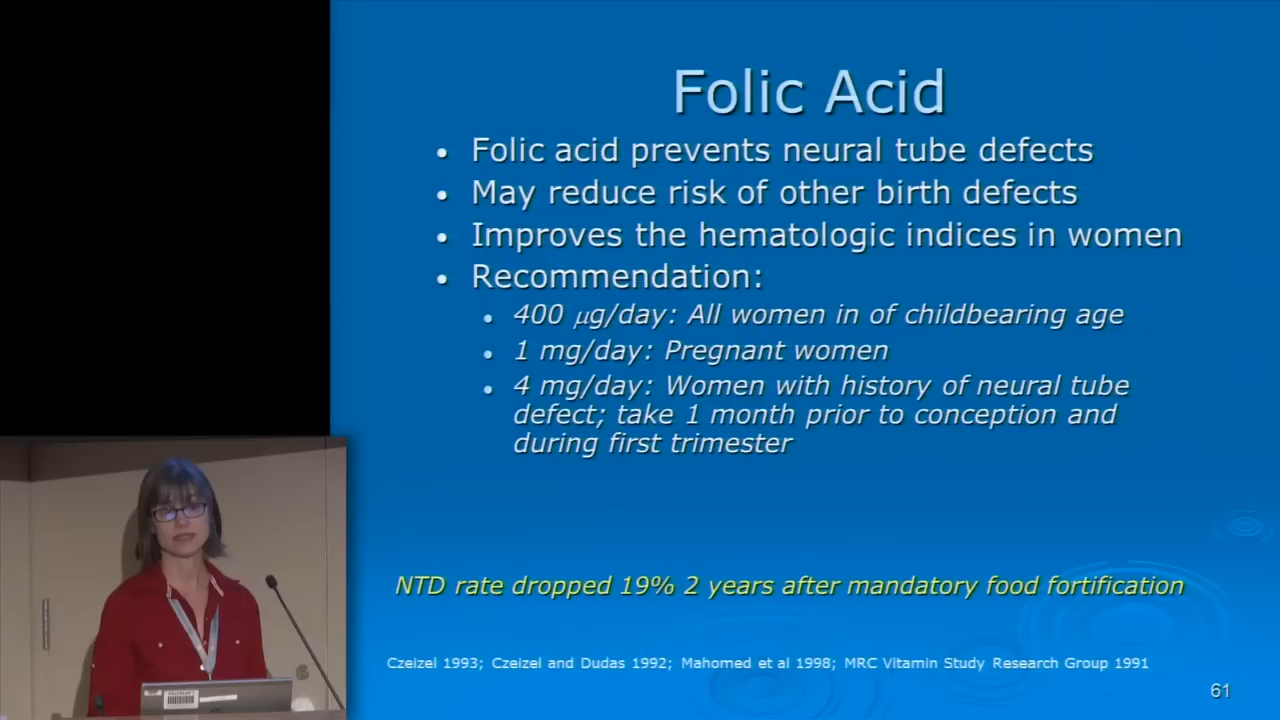 Folic Acid
• Folic acid prevents neural tube defects
• May reduce risk of other birth defects
• Improves the hematologic indices in women
• Recommendation:
• 400 μg/day: All women in of childbearing age
• 1 mg/day: Pregnant women
• 4 mg/day: Women with history of neural tube
defect; take 1 month prior to conception and
during first trimester
NTD rate dropped 19% 2 years after mandatory food fortification
Czeizel 1993; Czeizel and Dudas 1992; Mahomed et al 1998; MRC Vitamin Study Research Group 1991
61